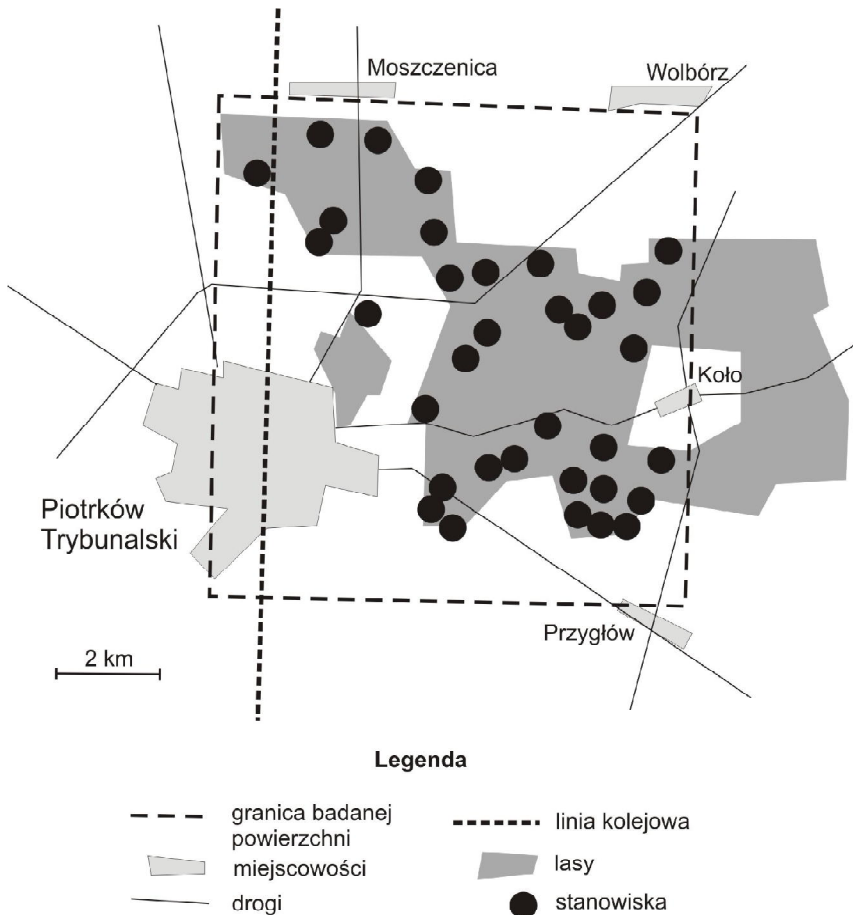 Moszczenica
Wolbórz
Koło
Piotrków
Trybunalski
Przygłów
2 km
Legenda
granica badanej
powierzchni
linia kolejowa
miejscowości
lasy
drogi
stanowiska